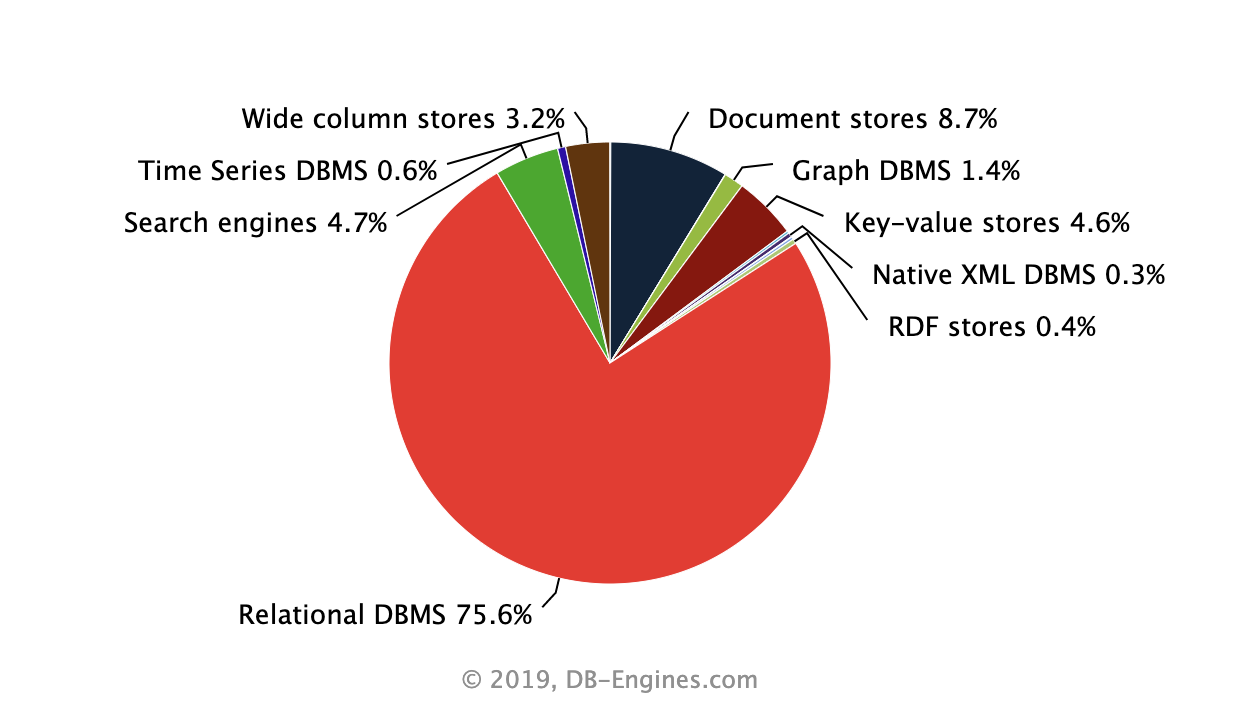 Wide column stores 3.2%
Document stores 8.7%
Time Series DBMS 0.6%
Graph DBMS 1.4%
Search engines 4.7%
Key-value stores 4.6%
Native XML DBMS 0.3%
RDF stores 0.4%
Relational DBMS 75.6%
© 2019, DB-Engines.com